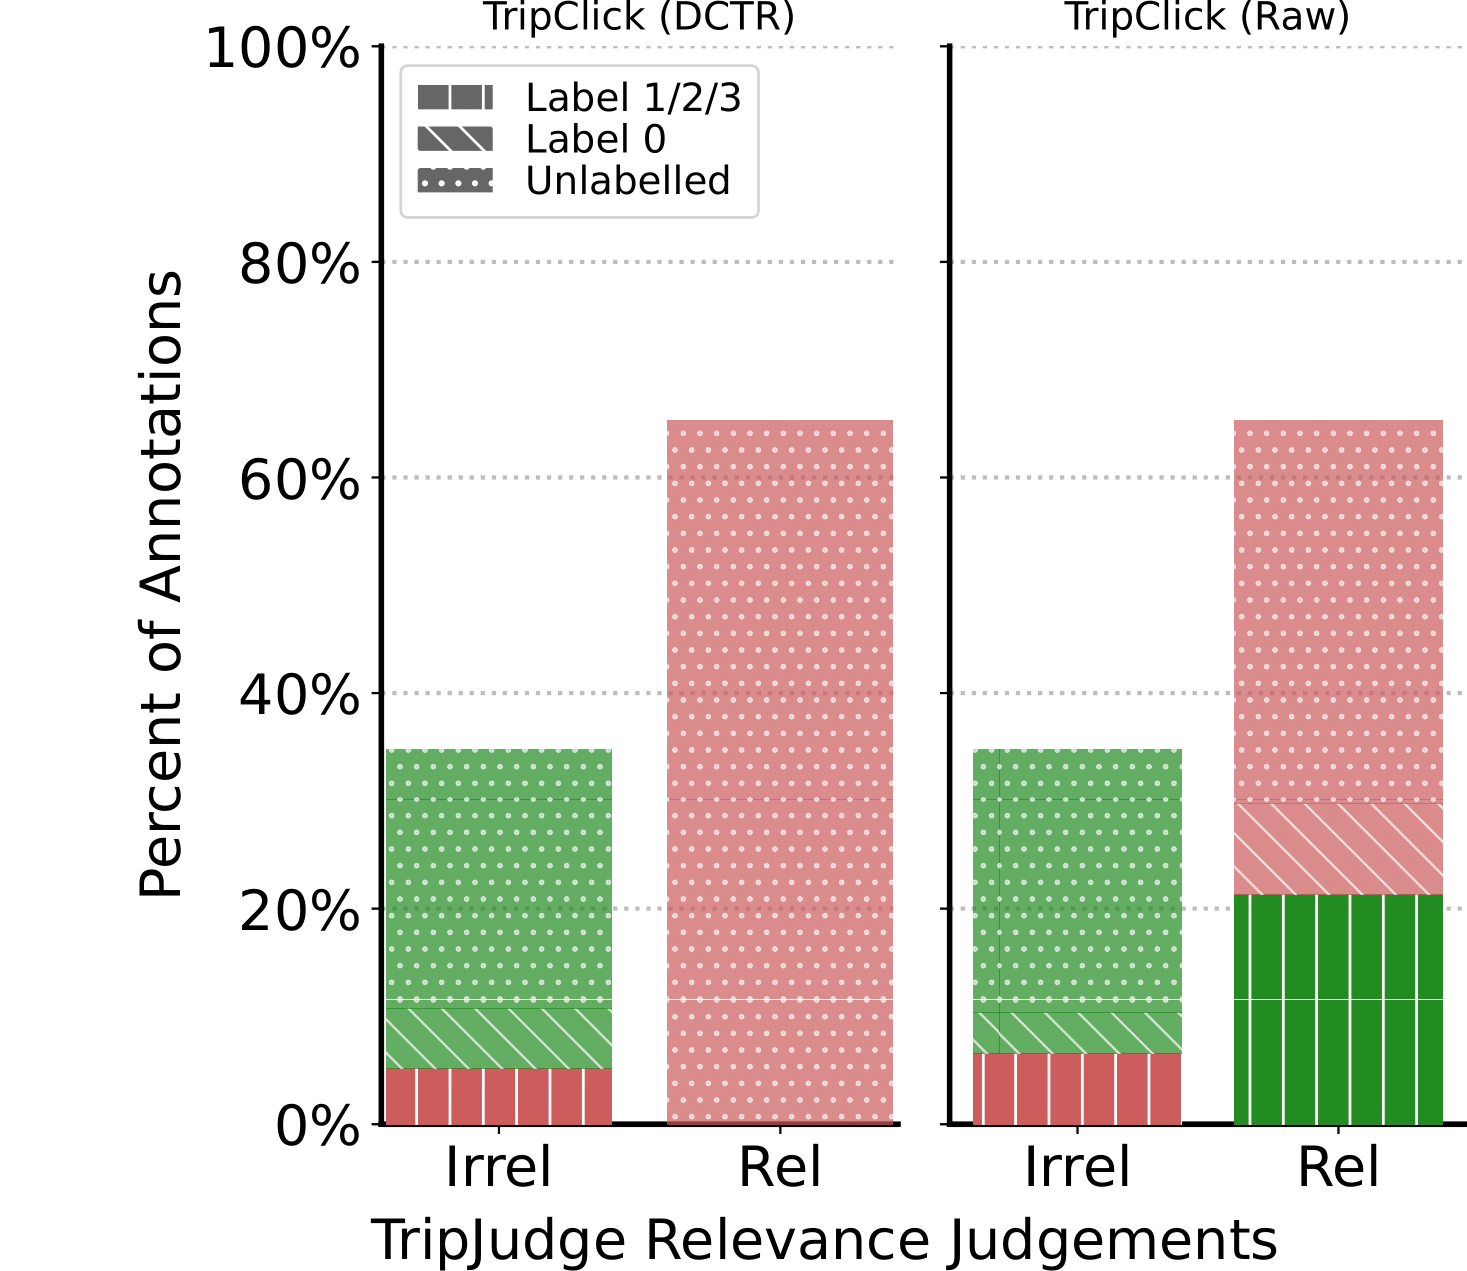 TripClick (DCTR)
TripClick (Raw)
100%
80%
60%
40%
20%
0%
Percent of Annotations
Label 1/2/3
Label 0
Unlabelled
Irrel
Rel
Irrel
Rel
TripJudge Relevance Judgements